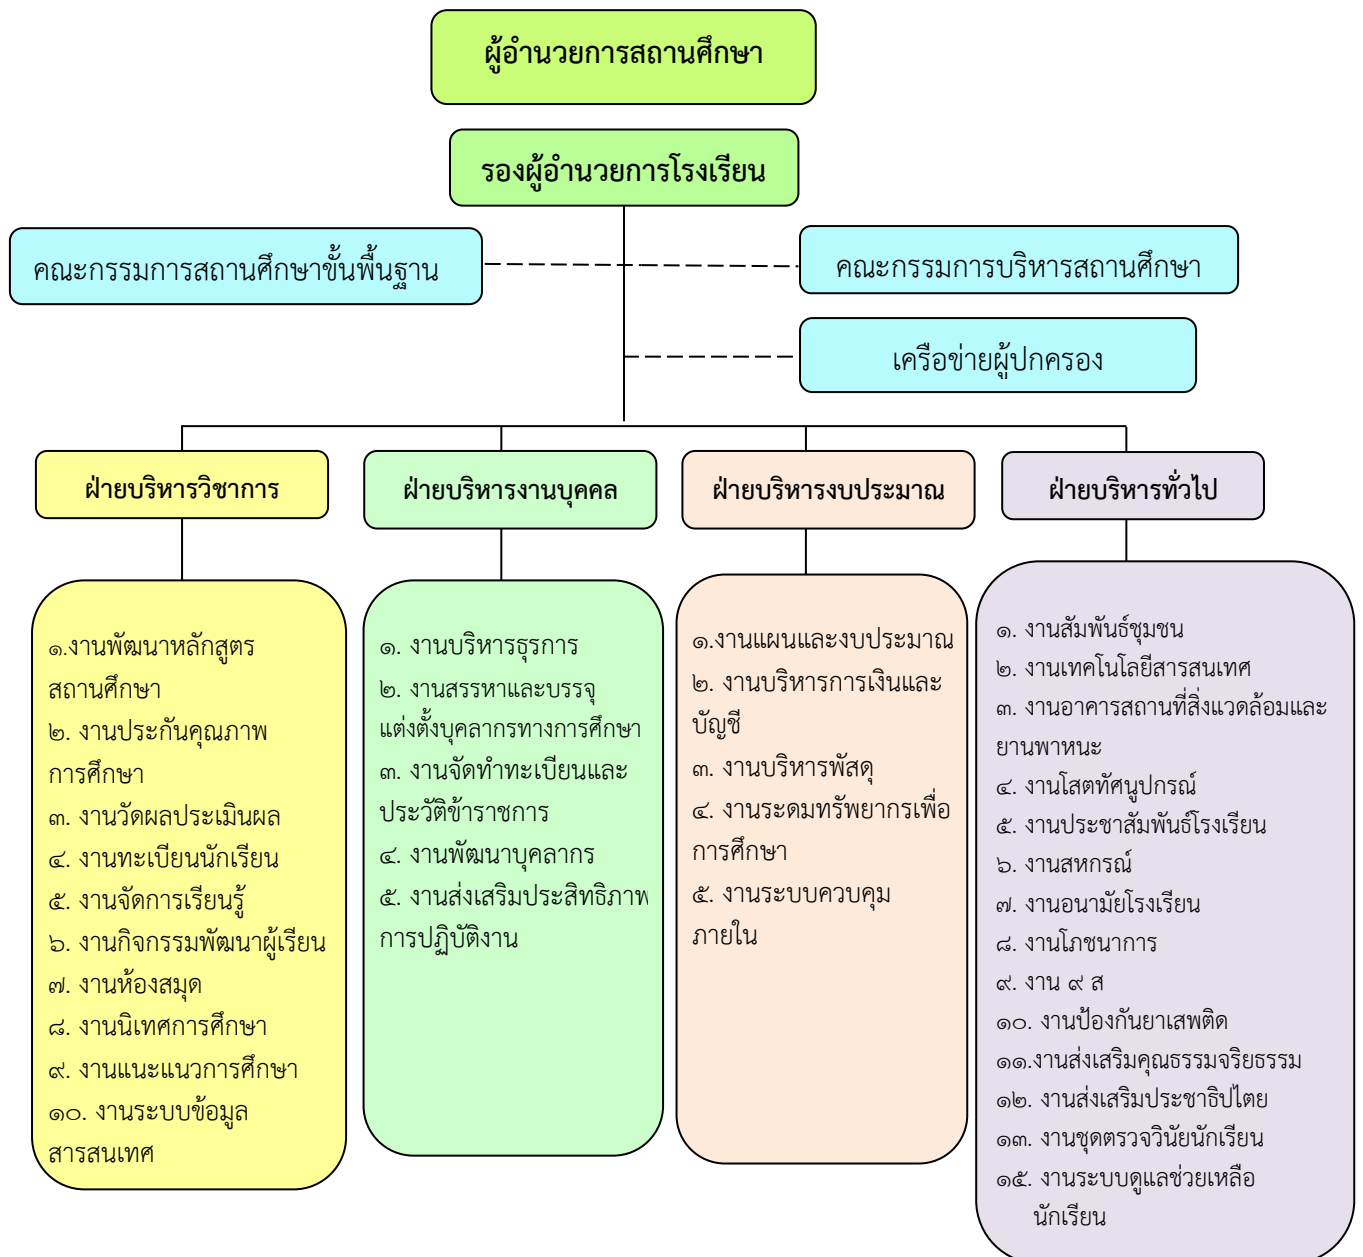 ผู้อำนวยการสถานศึกษา
รองผู้อำนวยการโรงเรียน
คณะกรรมการสถานศึกษาขั้นพื้นฐาน
คณะกรรมการบริหารสถานศึกษา
เครือข่ายผู้ปกครอง
ฝ่ายบริหารวิชาการ
ฝ่ายบริหารงานบุคคล
ฝ่ายบริหารงบประมาณ
ฝ่ายบริหารทั่วไป
๑.งานพัฒนาหลักสูตร
สถานศึกษา
๒. งานประกันคุณภาพ
การศึกษา
๓. งานวัดผลประเมินผล
๔. งานทะเบียนนักเรียน
๕. งานจัดการเรียนรู้
๖. งานกิจกรรมพัฒนาผู้เรียน
๗. งานห้องสมุด
๘. งานนิเทศการศึกษา
๙. งานแนะแนวการศึกษา
๑๐. งานระบบข้อมูล
สารสนเทศ
๑. งานบริหารธุรการ
๒. งานสรรหาและบรรจุ
แต่งตั้งบุคลากรทางการศึกษา
๓. งานจัดทำทะเบียนและ
ประวัติข้าราชการ
๔. งานพัฒนาบุคลากร
๕. งานส่งเสริมประสิทธิภาพ
การปฏิบัติงาน
๑.งานแผนและงบประมาณ
๒. งานบริหารการเงินและ
บัญชี
๓. งานบริหารพัสดุ
๔. งานระดมทรัพยากรเพื่อ
การศึกษา
๕. งานระบบควบคุม
ภายใน
๑. งานสัมพันธ์ชุมชน
๒. งานเทคโนโลยีสารสนเทศ
๓. งานอาคารสถานที่สิ่งแวดล้อมและ
ยานพาหนะ
๔. งานโสตทัศนูปกรณ์
๕. งานประชาสัมพันธ์โรงเรียน
๖. งานสหกรณ์
๗. งานอนามัยโรงเรียน
๘. งานโภชนาการ
๙. งาน ๙ ส
๑๐. งานป้องกันยาเสพติด
๑๑.งานส่งเสริมคุณธรรมจริยธรรม
๑๒. งานส่งเสริมประชาธิปไตย
๑๓. งานชุดตรวจวินัยนักเรียน
๑๕. งานระบบดูแลช่วยเหลือ
นักเรียน